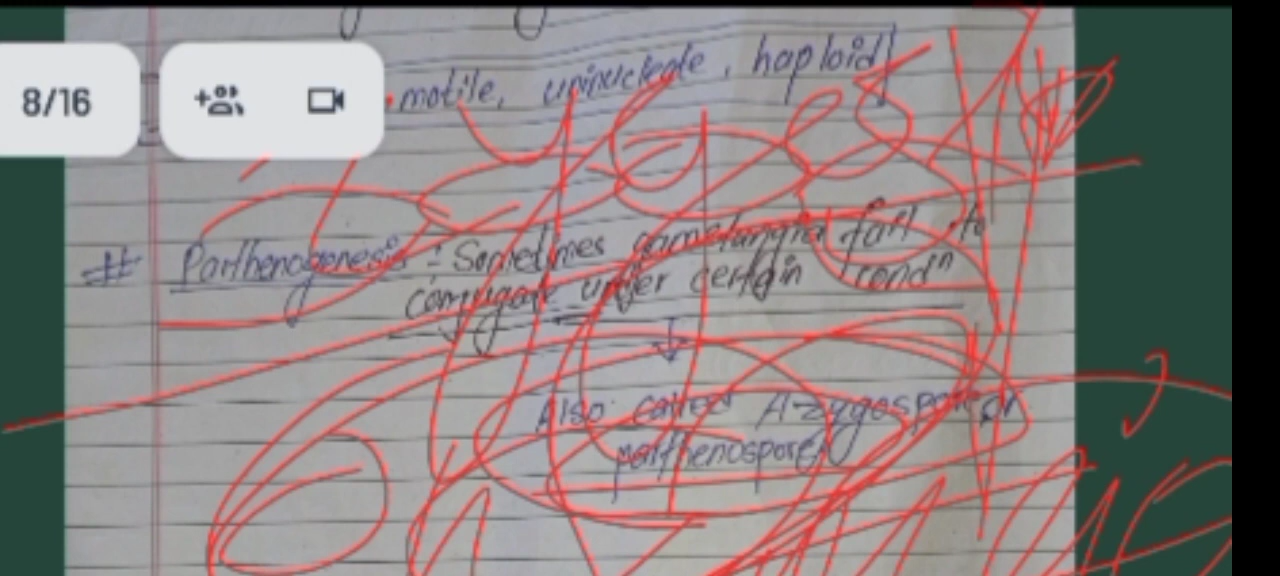 8/16
motile, uninucleate, haploid
# Parthenogenesis : Sometimes gametangia fail to
conjugate under certain condⁿ
Also called Azygospore or
parthenospore